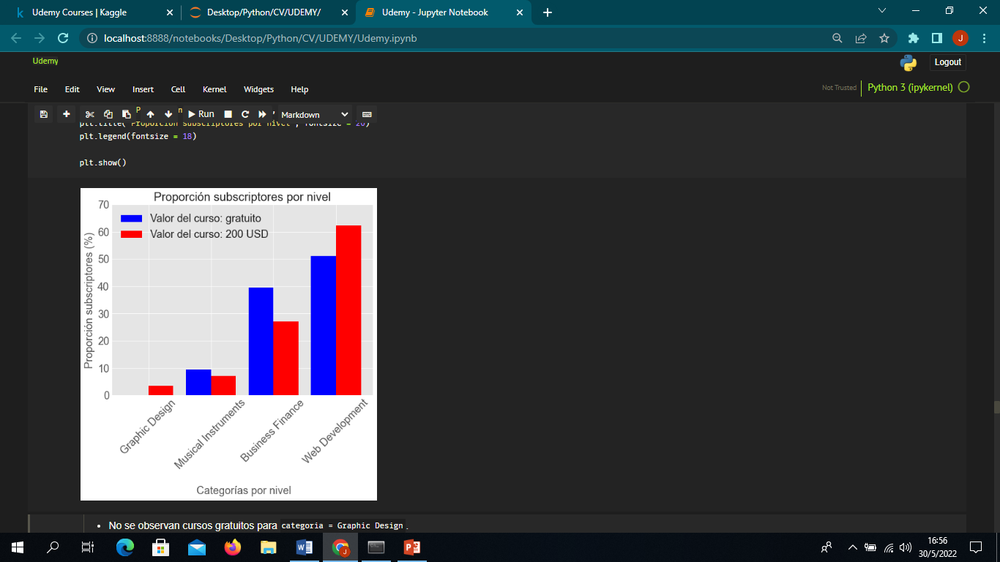 Udemy Courses | Kaggle
Desktop/Python/CV/UDEMY/
Udemy - Jupyter Notebook
localhost:8888/notebooks/Desktop/Python/CV/UDEMY/Udemy.ipynb
J
Udemy
Logout
File Edit View Insert Cell Kernel Widgets Help
Not Trusted
Python 3 (ipykernel)
Run
Markdown
plt.title("Proporción subscriptores por nivel", fontsize = 20)
plt.legend(fontsize = 18)
plt.show()
Proporción subscriptores por nivel
Valor del curso: gratuito
Valor del curso: 200 USD
Proporción subscriptores (%)
70
60
50
40
30
20
10
0
Graphic Design
Musical Instruments
Business Finance
Web Development
Categorías por nivel
No se observan cursos gratuitos para categoria = Graphic Design.
16:56
30/5/2022